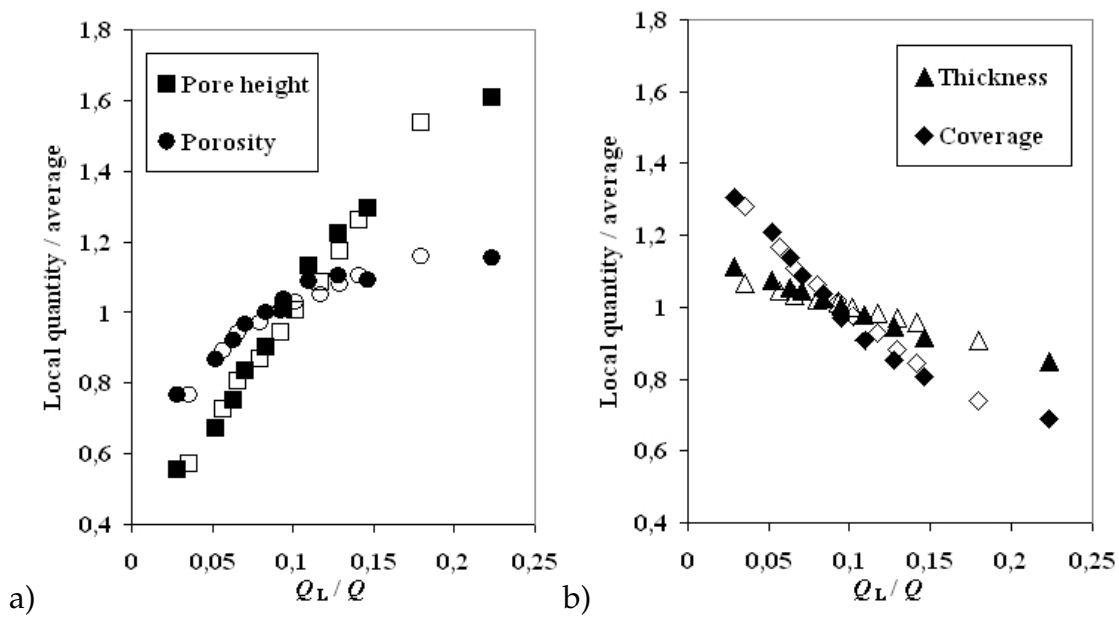 1,8
1,6
1,4
1,2
1
0,8
0,6
0,4
Local quantity / average
Pore height
Porosity
0 0,05 0,1 0,15 0,2 0,25
QL / Q
a)
1,8
1,6
1,4
1,2
1
0,8
0,6
0,4
Local quantity / average
Thickness
Coverage
0 0,05 0,1 0,15 0,2 0,25
QL / Q
b)